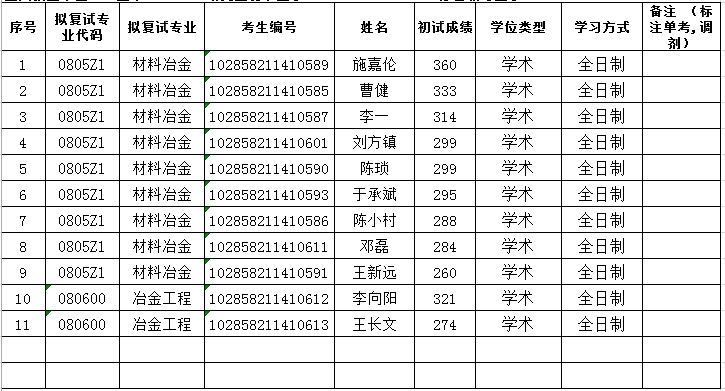 序号 拟复试专业代码 拟复试专业 考生编号 姓名 初试成绩 学位类型 学习方式 备注 （标注单考,调剂）
1 0805Z1 材料冶金 102858211410589 施嘉伦 360 学术 全日制
2 0805Z1 材料冶金 102858211410585 曹健 333 学术 全日制
3 0805Z1 材料冶金 102858211410587 李一 314 学术 全日制
4 0805Z1 材料冶金 102858211410601 刘方镇 299 学术 全日制
5 0805Z1 材料冶金 102858211410590 陈琐 299 学术 全日制
6 0805Z1 材料冶金 102858211410593 于承斌 295 学术 全日制
7 0805Z1 材料冶金 102858211410586 陈小村 288 学术 全日制
8 0805Z1 材料冶金 102858211410611 邓磊 284 学术 全日制
9 0805Z1 材料冶金 102858211410591 王新远 260 学术 全日制
10 080600 冶金工程 102858211410612 李向阳 321 学术 全日制
11 080600 冶金工程 102858211410613 王长文 274 学术 全日制